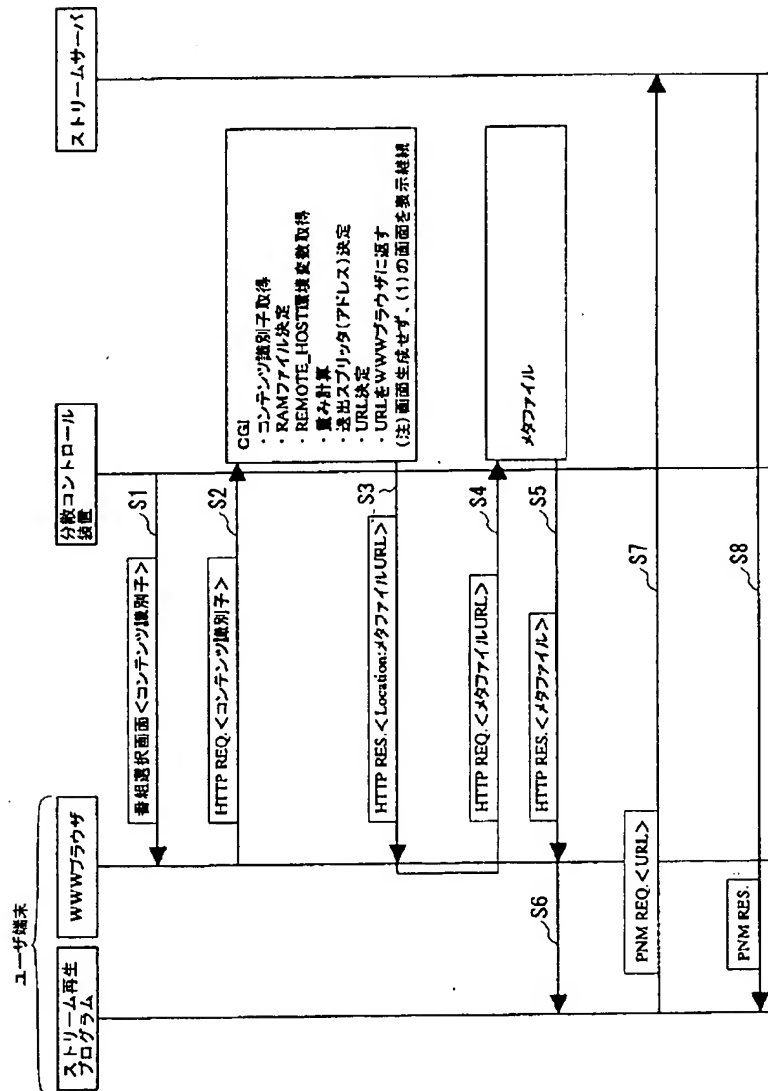 ユーザ端末
ストリーム再生
プログラム
WWWブラウザ
分散コントロール
装置
ストリームサーバ
番組選択画面<コンテンツ識別子>
S1
HTTP REQ.<コンテンツ識別子>
S2
CGI
・コンテンツ識別子取得
・RAMファイル決定
・REMOTE_HOST環境変数取得
・重み計算
・送出スプリッタ(アドレス)決定
・URL決定
・URLをWWWブラウザに返す
(注)画面生成せず、(1)の画面を表示継続
HTTP RES.<Location:メタファイルURL>
S3
HTTP REQ.<メタファイルURL>
S4
メタファイル
HTTP RES.<メタファイル>
S5
S6
PNM REQ.<URL>
S7
PNM RES.
S8